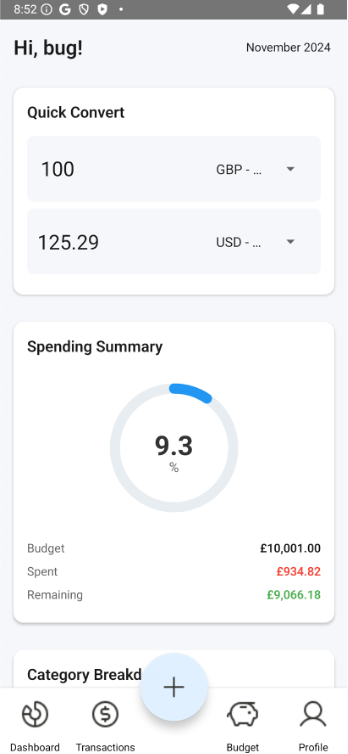 8:52
Hi, bug!
November 2024
Quick Convert
100
GBP - ...
125.29
USD - ...
Spending Summary
9.3
%
Budget
£10,001.00
Spent
£934.82
Remaining
£9,066.18
Category Breakd
Dashboard
Transactions
Budget
Profile